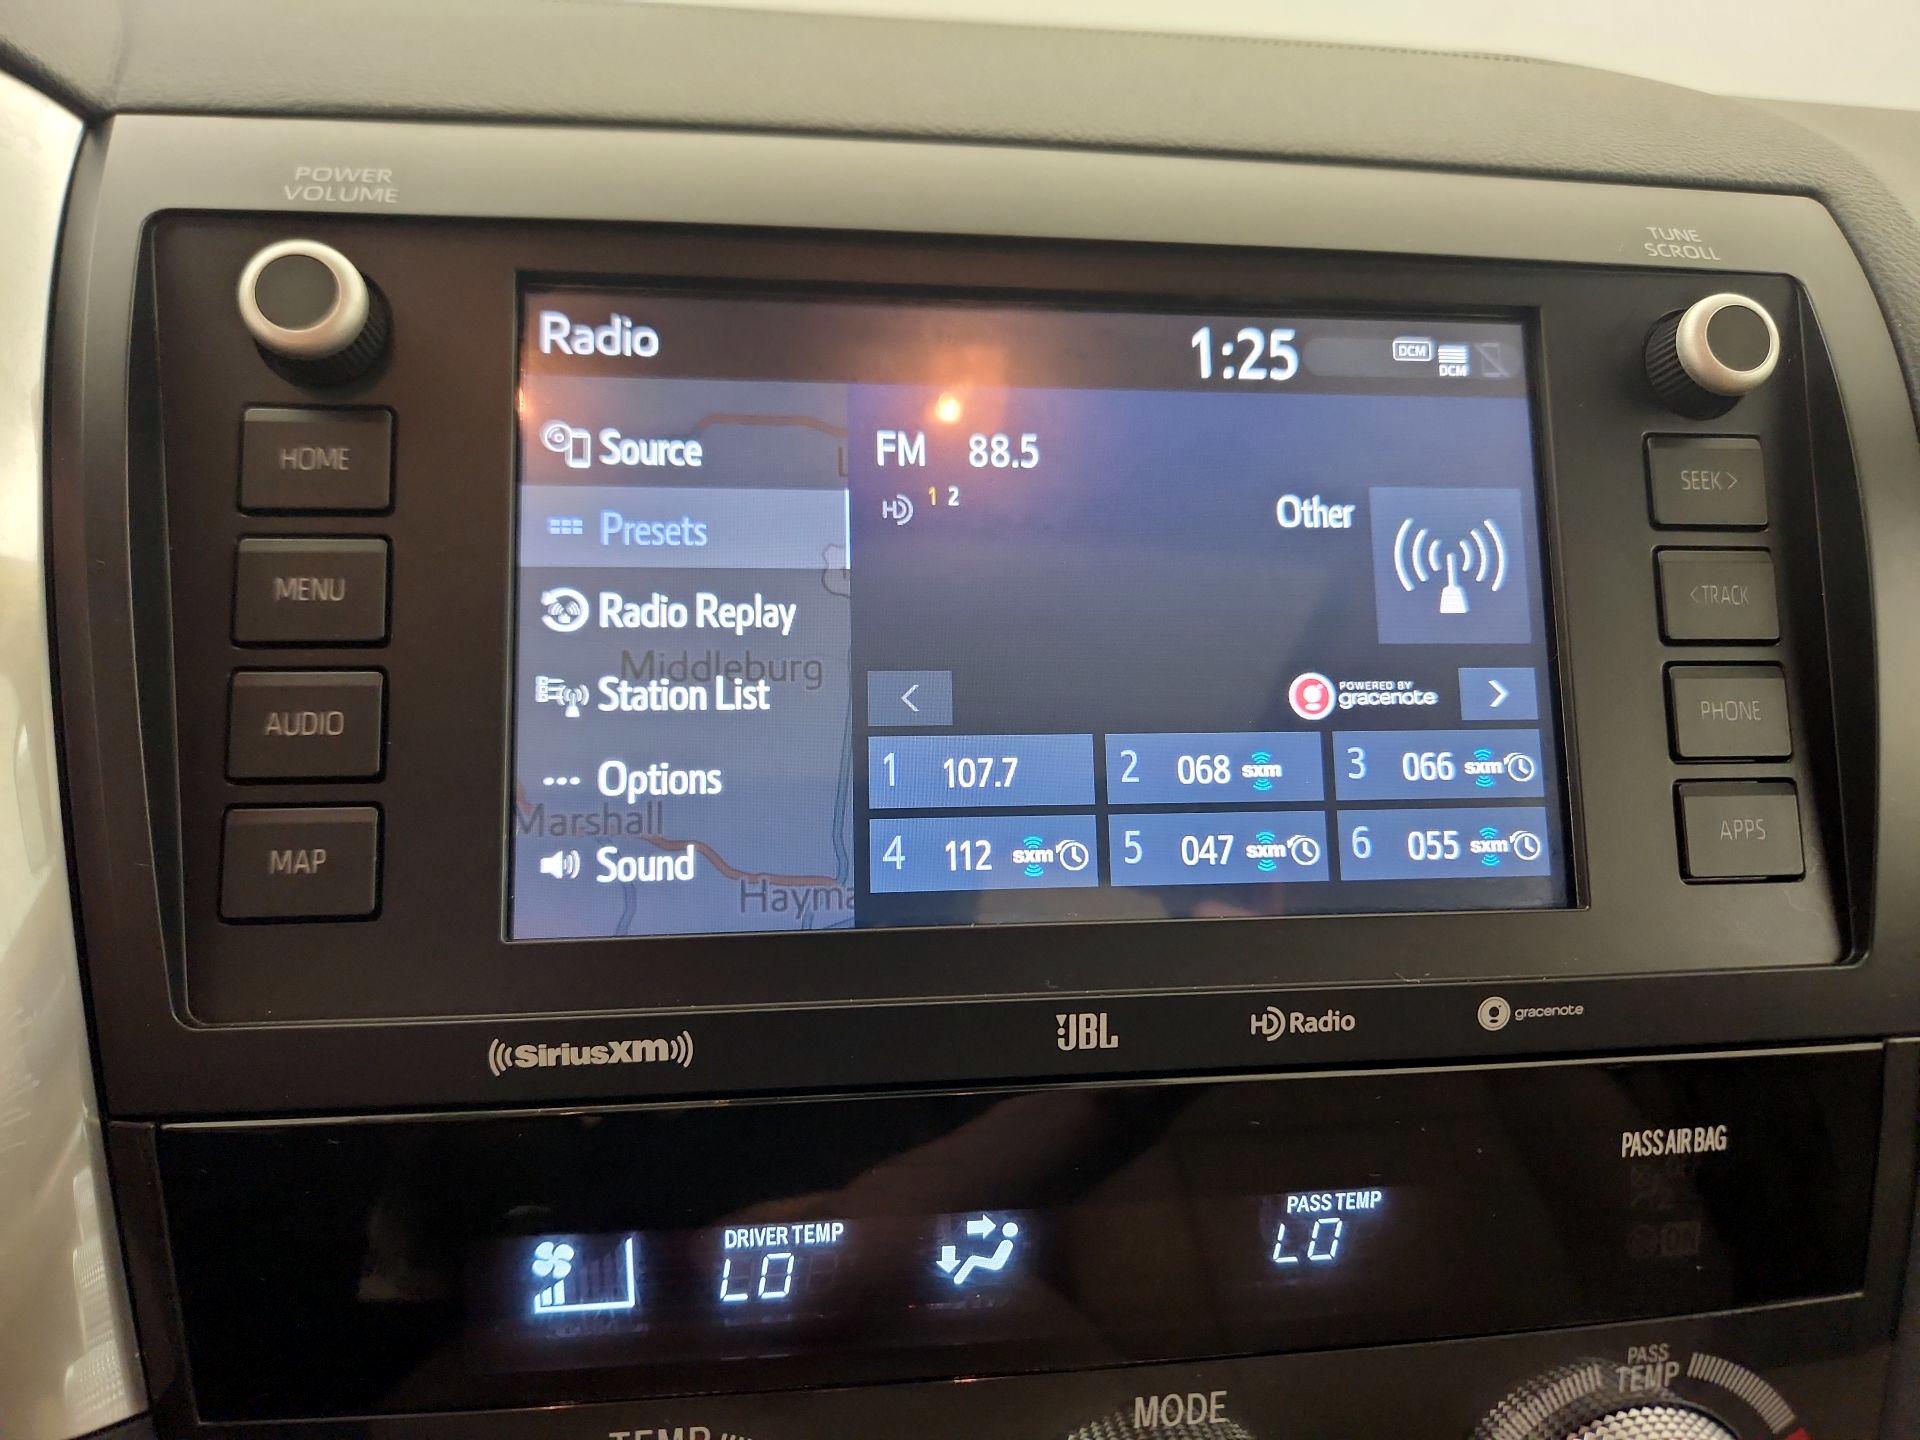 POWER
VOLUME
TUNE
SCROLL
Radio
1:25
DCM
DCM
HOME
MENU
AUDIO
MAP
Source
Presets
Radio Replay
Middleburg
Station List
Options
Marshall
Sound
Hayma
FM 88.5
HD 1 2
Other
<
POWERED BY
gracenote
>
1 107.7
2 068 sxm
3 066 sxm
4 112 sxm
5 047 sxm
6 055 sxm
SEEK >
< TRACK
PHONE
APPS
((SiriusXM))
JBL
HD Radio
gracenote
PASS AIR BAG
DRIVER TEMP
LO
PASS TEMP
LO
TEMP
MODE
PASS
TEMP